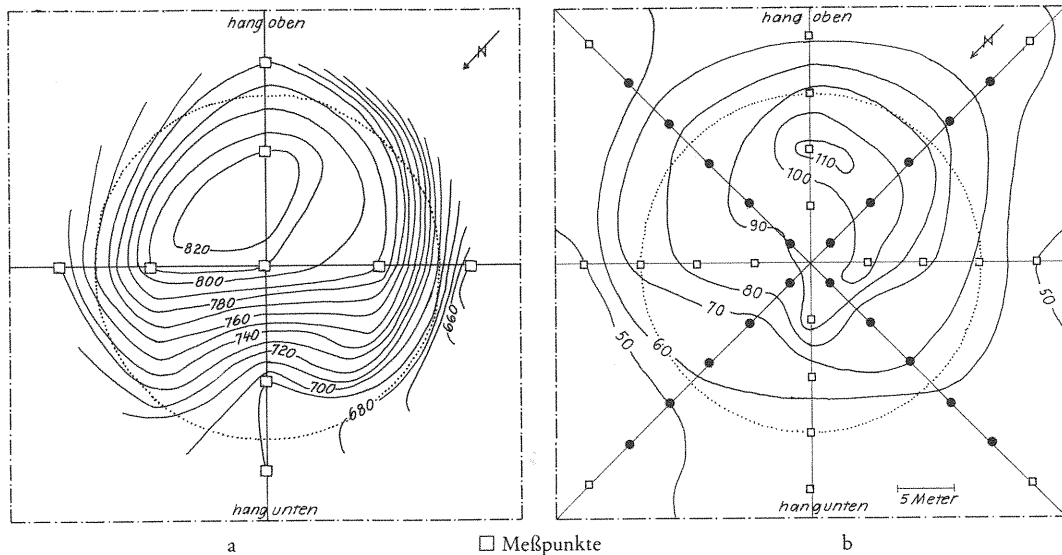 hang oben
N
820
800
780
760
740
720
700
680
660
hang unten
a
hang oben
N
110
100
90
80
70
60
50
50
5 Meter
hang unten
b
□ Meßpunkte